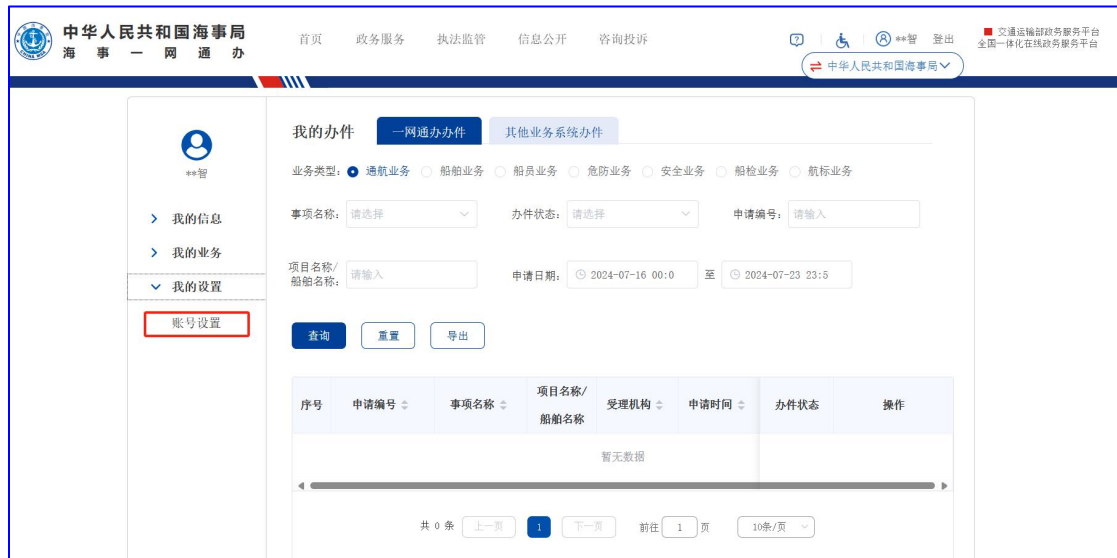 中华人民共和国海事局
海 事 一 网 通 办
首页 政务服务 执法监管 信息公开 咨询投诉
**智 登出
交通运输部政务服务平台
全国一体化在线政务服务平台
中华人民共和国海事局
**智
我的信息
我的业务
我的设置
账号设置
我的办件 一网通办办件 其他业务系统办件
业务类型: 通航业务 船舶业务 船员业务 危防业务 安全业务 船检业务 航标业务
事项名称: 请选择 办件状态: 请选择 申请编号: 请输入
项目名称/
船舶名称: 请输入 申请日期: 2024-07-16 00:0 至 2024-07-23 23:5
查询 重置 导出
序号 申请编号 事项名称 项目名称/
船舶名称 受理机构 申请时间 办件状态 操作
暂无数据
共 0 条 上一页 1 下一页 前往 1 页 10条/页